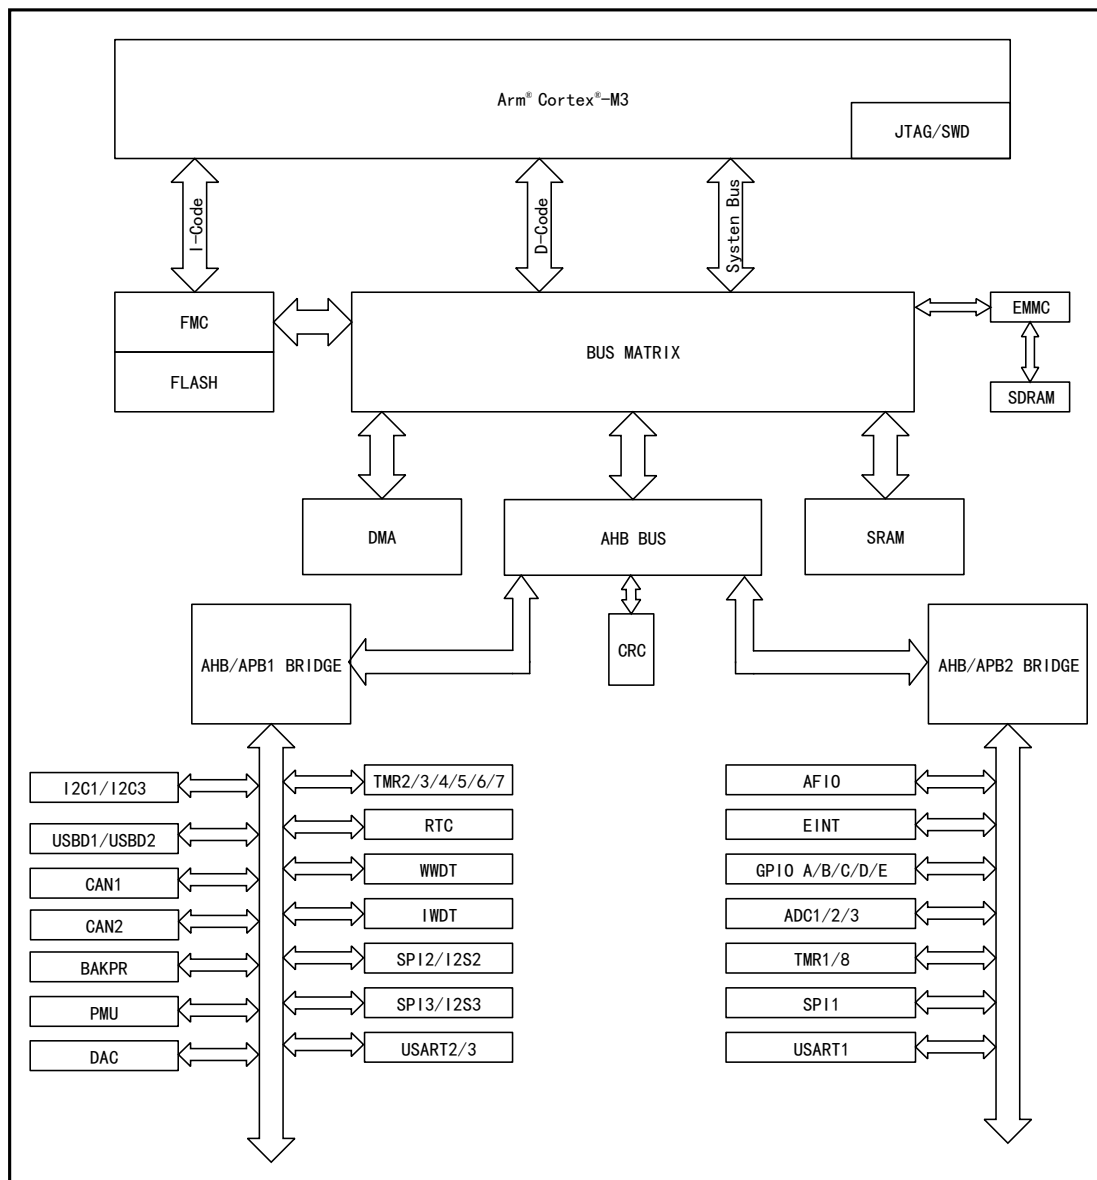 Arm® Cortex®-M3
JTAG/SWD
I-Code
D-Code
Systen Bus
FMC
FLASH
BUS MATRIX
EMMC
SDRAM
DMA
AHB BUS
SRAM
AHB/APB1 BRIDGE
CRC
AHB/APB2 BRIDGE
I2C1/I2C3
USBD1/USBD2
CAN1
CAN2
BAKPR
PMU
DAC
TMR2/3/4/5/6/7
RTC
WWDT
IWDT
SPI2/I2S2
SPI3/I2S3
USART2/3
AFIO
EINT
GPIO A/B/C/D/E
ADC1/2/3
TMR1/8
SPI1
USART1